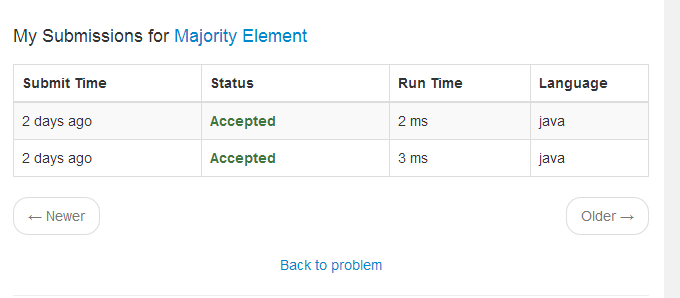 My Submissions for Majority Element
Submit Time Status Run Time Language
2 days ago Accepted 2 ms java
2 days ago Accepted 3 ms java
← Newer Older →
Back to problem